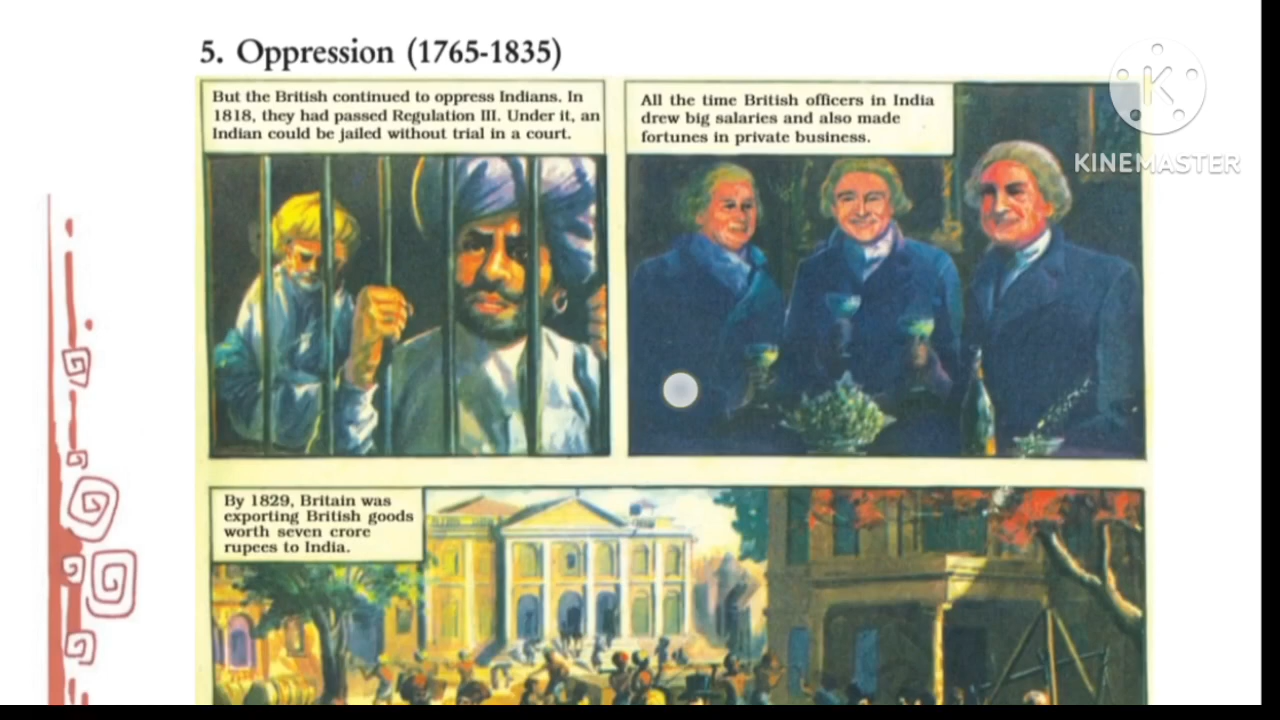 5. Oppression (1765-1835)
But the British continued to oppress Indians. In
1818, they had passed Regulation III. Under it, an
Indian could be jailed without trial in a court.
All the time British officers in India
drew big salaries and also made
fortunes in private business.
By 1829, Britain was
exporting British goods
worth seven crore
rupees to India.
K
KINEMASTER